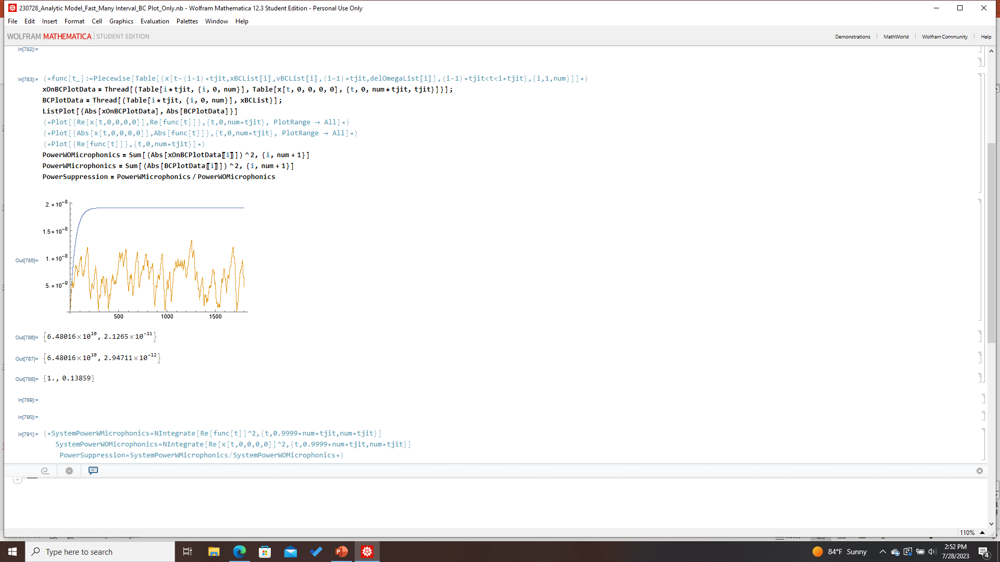 230728_Analytic Model_Fast_Many Interval_BC Plot_Only.nb - Wolfram Mathematica 12.3 Student Edition - Personal Use Only
File Edit Insert Format Cell Graphics Evaluation Palettes Window Help
WOLFRAM MATHEMATICA STUDENT EDITION
Demonstrations MathWorld Wolfram Community Help
In[782]:=
In[783]:= (*func[t_]:=Piecewise[Table[{x[t-(i-1)*tjit,xBCList[[i]],vBCList[[i]],(i-1)*tjit,delOmegaList[[i]]],(i-1)*tjit<t<i*tjit},{i,1,num}]]*)
xOnBCPlotData = Thread[{Table[i*tjit, {i, 0, num}], Table[x[t, 0, 0, 0, 0], {t, 0, num*tjit, tjit}]}];
BCPlotData = Thread[{Table[i*tjit, {i, 0, num}], xBCList}];
ListPlot[{Abs[xOnBCPlotData], Abs[BCPlotData]}]
(*Plot[{Re[x[t,0,0,0,0]],Re[func[t]]},{t,0,num*tjit}, PlotRange → All]*)
(*Plot[{Abs[x[t,0,0,0,0]],Abs[func[t]]},{t,0,num*tjit}, PlotRange → All]*)
(*Plot[{Re[func[t]]},{t,0,num*tjit}]*)
PowerWOMicrophonics = Sum[(Abs[xOnBCPlotData[[i]]])^2, {i, num + 1}]
PowerWMicrophonics = Sum[(Abs[BCPlotData[[i]]])^2, {i, num + 1}]
PowerSuppression = PowerWMicrophonics / PowerWOMicrophonics
2.×10⁻⁸
1.5×10⁻⁸
1.×10⁻⁸
Out[785]=
5.×10⁻⁹
500 1000 1500
Out[786]= {6.48016×10¹⁰, 2.1265×10⁻¹¹}
Out[787]= {6.48016×10¹⁰, 2.94711×10⁻¹²}
Out[788]= {1., 0.13859}
In[789]:=
In[790]:=
In[791]:= (*SystemPowerWMicrophonics=NIntegrate[Re[func[t]]^2,{t,0.9999*num*tjit,num*tjit}]
SystemPowerWOMicrophonics=NIntegrate[Re[x[t,0,0,0,0]]^2,{t,0.9999*num*tjit,num*tjit}]
PowerSuppression=SystemPowerWMicrophonics/SystemPowerWOMicrophonics*)
110%
Type here to search
84°F Sunny
2:52 PM
7/28/2023
4